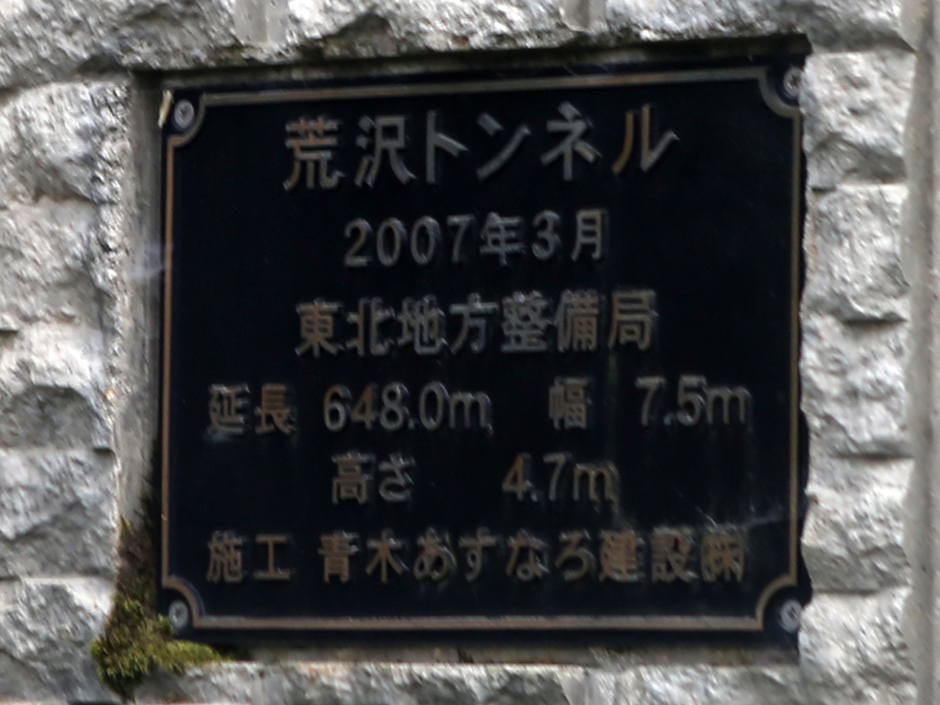 荒沢トンネル
2007年3月
東北地方整備局
延長 648.0m 幅 7.5m
高さ 4.7m
施工 青木あすなろ建設㈱